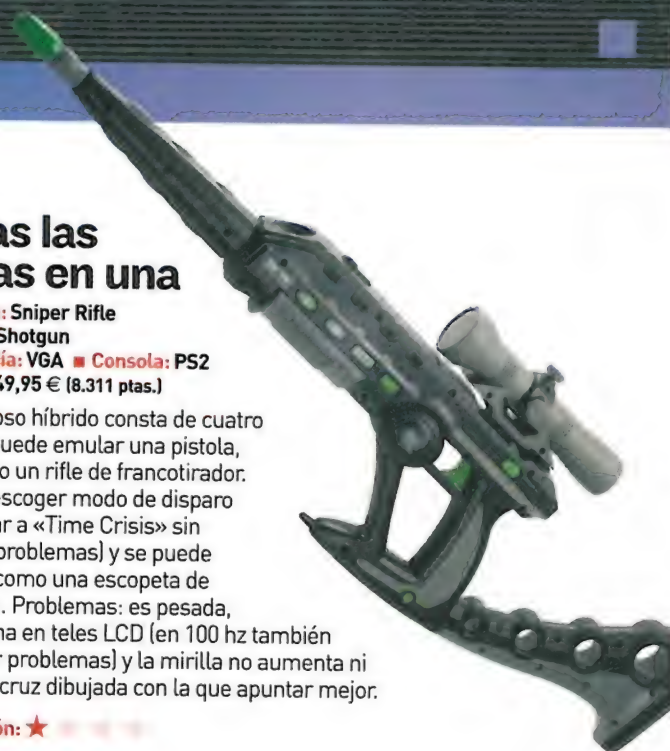 as las
as en una
: Sniper Rifle
Shotgun
ía: VGA ■ Consola: PS2
49,95 € (8.311 ptas.)
oso híbrido consta de cuatro
puede emular una pistola,
o un rifle de francotirador.
escoger modo de disparo
ar a «Time Crisis» sin
problemas) y se puede
como una escopeta de
. Problemas: es pesada,
na en teles LCD (en 100 hz también
r problemas) y la mirilla no aumenta ni
cruz dibujada con la que apuntar mejor.
ón: ★